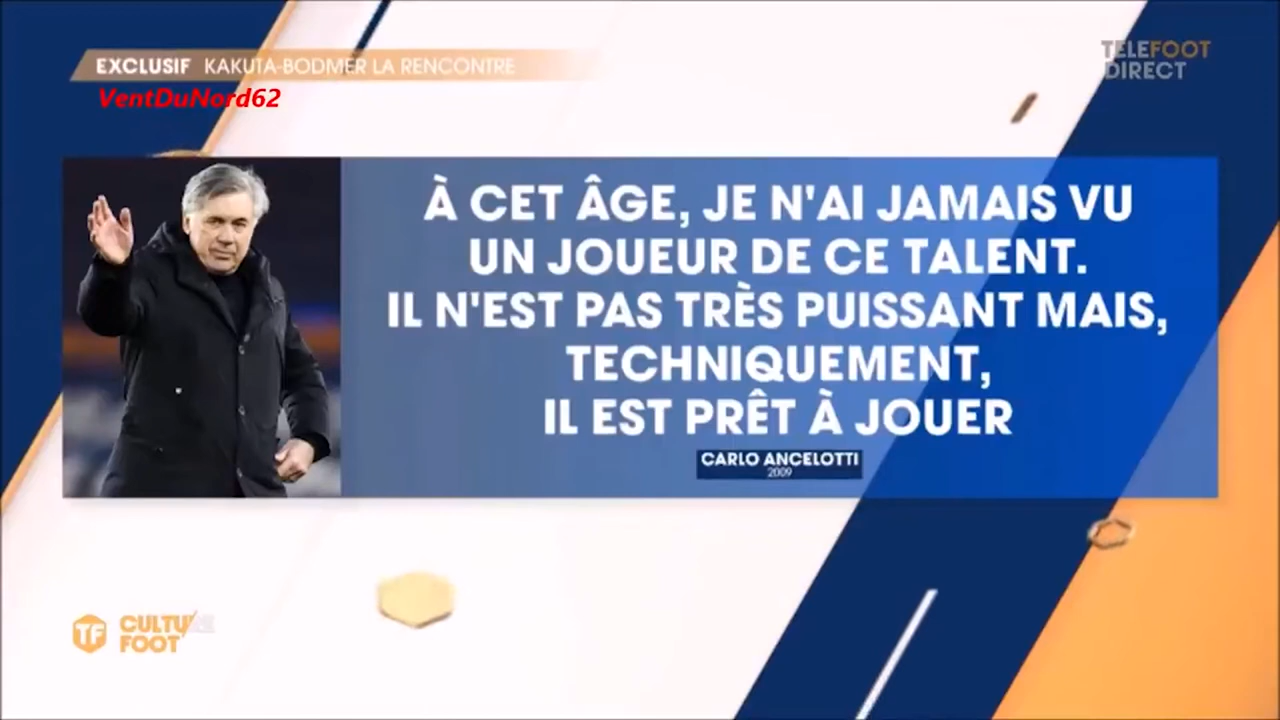 EXCLUSIF KAKUTA-BODMER LA RENCONTRE
TELEFOOT
DIRECT
VentDuNord62
À CET ÂGE, JE N'AI JAMAIS VU
UN JOUEUR DE CE TALENT.
IL N'EST PAS TRÈS PUISSANT MAIS,
TECHNIQUEMENT,
IL EST PRÊT À JOUER
CARLO ANCELOTTI
2009
TF
CULTURE
FOOT